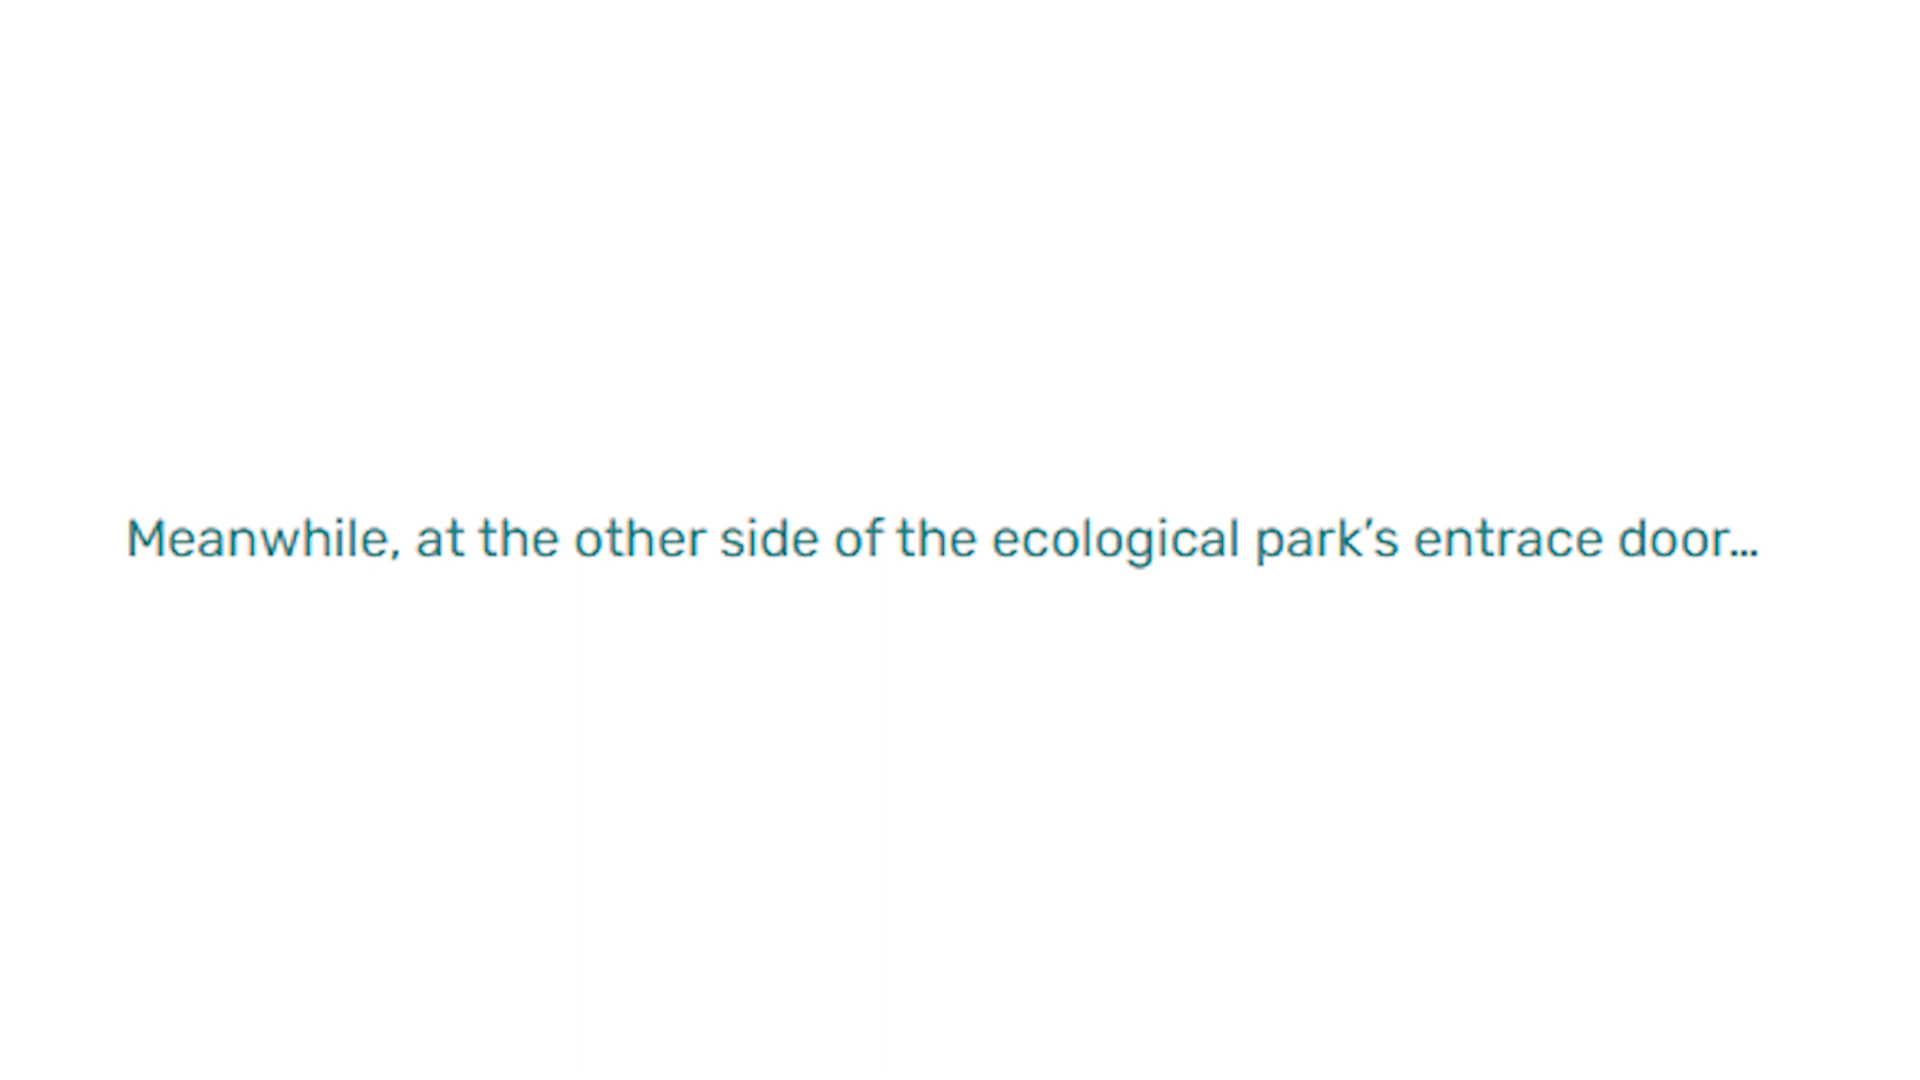 Meanwhile, at the other side of the ecological park’s entrace door...